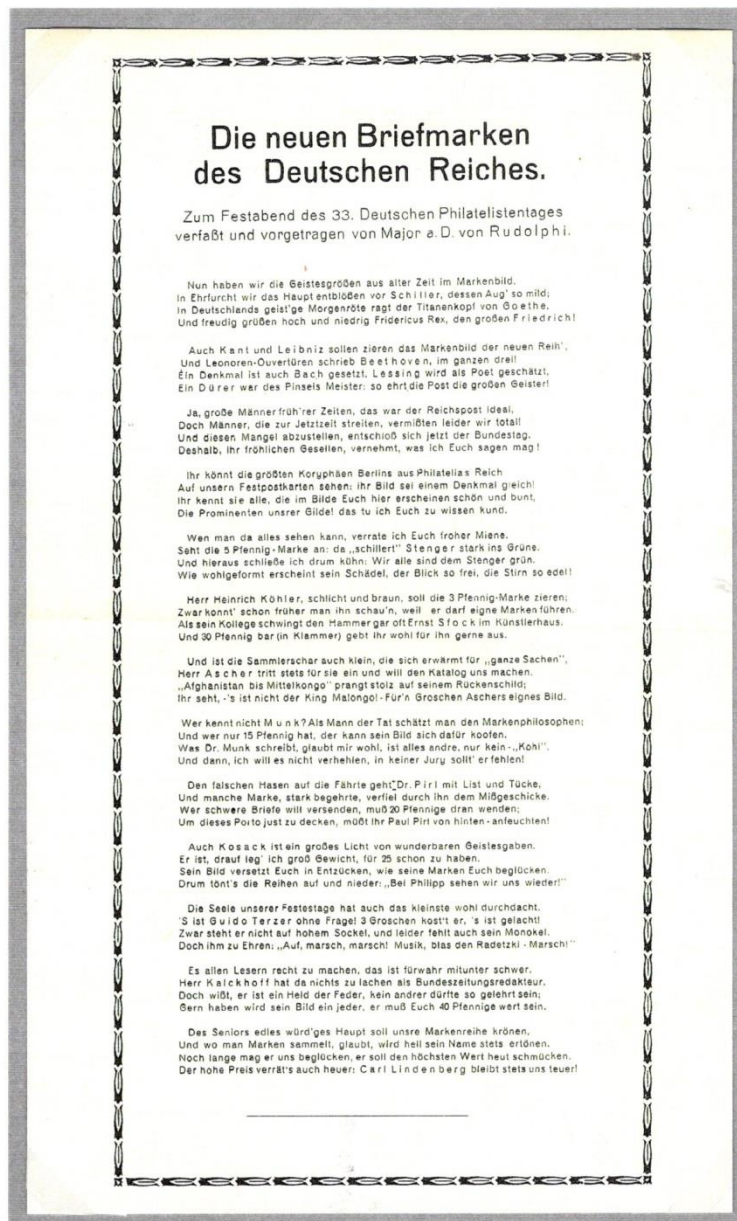 Die neuen Briefmarken
des Deutschen Reiches.
Zum Festabend des 33. Deutschen Philatelistentages
verfaßt und vorgetragen von Major a. D. von Rudolphi.
Nun haben wir die Geistesgrößen aus alter Zeit im Markenbild.
In Ehrfurcht wir das Haupt entblößen vor Schiller, dessen Aug' so mild;
In Deutschlands geist'ge Morgenröte ragt der Titanenkopf von Goethe,
Und freudig grüßen hoch und niedrig Fridericus Rex, den großen Friedrich!
Auch Kant und Leibniz sollen zieren das Markenbild der neuen Reih',
Und Leonoren-Ouvertüren schrieb Beethoven, im ganzen drei!
Ein Denkmal ist auch Bach gesetzt, Lessing wird als Poet geschätzt,
Ein Dürer war des Pinsels Meister: so ehrt die Post die großen Geister!
Ja, große Männer früh'rer Zeiten, das war der Reichspost Ideal,
Doch Männer, die zur Jetztzeit streiten, vermißten leider wir total!
Und diesen Mangel abzustellen, entschloß sich jetzt der Bundestag.
Deshalb, ihr fröhlichen Gesellen, vernehmt, was ich Euch sagen mag!
Ihr könnt die größten Koryphäen Berlins aus Philatelias Reich
Auf unsern Festpostkarten sehen: ihr Bild sei einem Denkmal gleich!
Ihr kennt sie alle, die im Bilde Euch hier erscheinen schön und bunt,
Die Prominenten unsrer Gilde! das tu ich Euch zu wissen kund.
Wen man da alles sehen kann, verrate ich Euch froher Miene.
Seht die 5 Pfennig-Marke an: da „schillert" Stenger stark ins Grüne.
Und hieraus schließe ich drum kühn: Wir alle sind dem Stenger grün.
Wie wohlgeformt erscheint sein Schädel, der Blick so frei, die Stirn so edel!
Herr Heinrich Köhler, schlicht und braun, soll die 3 Pfennig-Marke zieren;
Zwar konnt' schon früher man ihn schau'n, weil er darf eigne Marken führen.
Als sein Kollege schwingt den Hammer gar oft Ernst Stock im Künstlerhaus.
Und 30 Pfennig bar (in Klammer) gebt Ihr wohl für ihn gerne aus.
Und ist die Sammlerschar auch klein, die sich erwärmt für „ganze Sachen",
Herr Ascher tritt stets für sie ein und will den Katalog uns machen.
„Afghanistan bis Mittelkongo" prangt stolz auf seinem Rückenschild;
Ihr seht, -'s ist nicht der King Malongo! - Für'n Groschen Aschers eignes Bild.
Wer kennt nicht Munk? Als Mann der Tat schätzt man den Markenphilosophen;
Und wer nur 15 Pfennig hat, der kann sein Bild sich dafür koofen.
Was Dr. Munk schreibt, glaubt mir wohl, ist alles andre, nur kein - „Kohl".
Und dann, ich will es nicht verhehlen, in keiner Jury sollt' er fehlen!
Den falschen Hasen auf die Fährte geht Dr. Pirl mit List und Tücke,
Und manche Marke, stark begehrte, verfiel durch ihn dem Mißgeschicke.
Wer schwere Briefe will versenden, muß 20 Pfennige dran wenden;
Um dieses Porto just zu decken, müßt Ihr Paul Pirl von hinten - anfeuchten!
Auch Kosack ist ein großes Licht von wunderbaren Geistesgaben.
Er ist, drauf leg' ich groß Gewicht, für 25 schon zu haben.
Sein Bild versetzt Euch in Entzücken, wie seine Marken Euch beglücken.
Drum tönt's die Reihen auf und nieder: „Bei Philipp sehen wir uns wieder!"
Die Seele unserer Festestage hat auch das kleinste wohl durchdacht.
'S ist Guido Terzer ohne Frage! 3 Groschen kost't er, 's ist gelacht!
Zwar steht er nicht auf hohem Sockel, und leider fehlt auch sein Monokel.
Doch ihm zu Ehren: „Auf, marsch, marsch! Musik, blas den Radetzki - Marsch!"
Es allen Lesern recht zu machen, das ist fürwahr mitunter schwer.
Herr Kalckhoff hat da nichts zu lachen als Bundeszeitungsredakteur.
Doch wißt, er ist ein Held der Feder, kein andrer dürfte so gelehrt sein;
Gern haben wird sein Bild ein jeder, er muß Euch 40 Pfennige wert sein.
Des Seniors edles würd'ges Haupt soll unsre Markenreihe krönen,
Und wo man Marken sammelt, glaubt, wird hell sein Name stets ertönen.
Noch lange mag er uns beglücken, er soll den höchsten Wert heut schmücken.
Der hohe Preis verrät's auch heuer: Carl Lindenberg bleibt stets uns teuer!